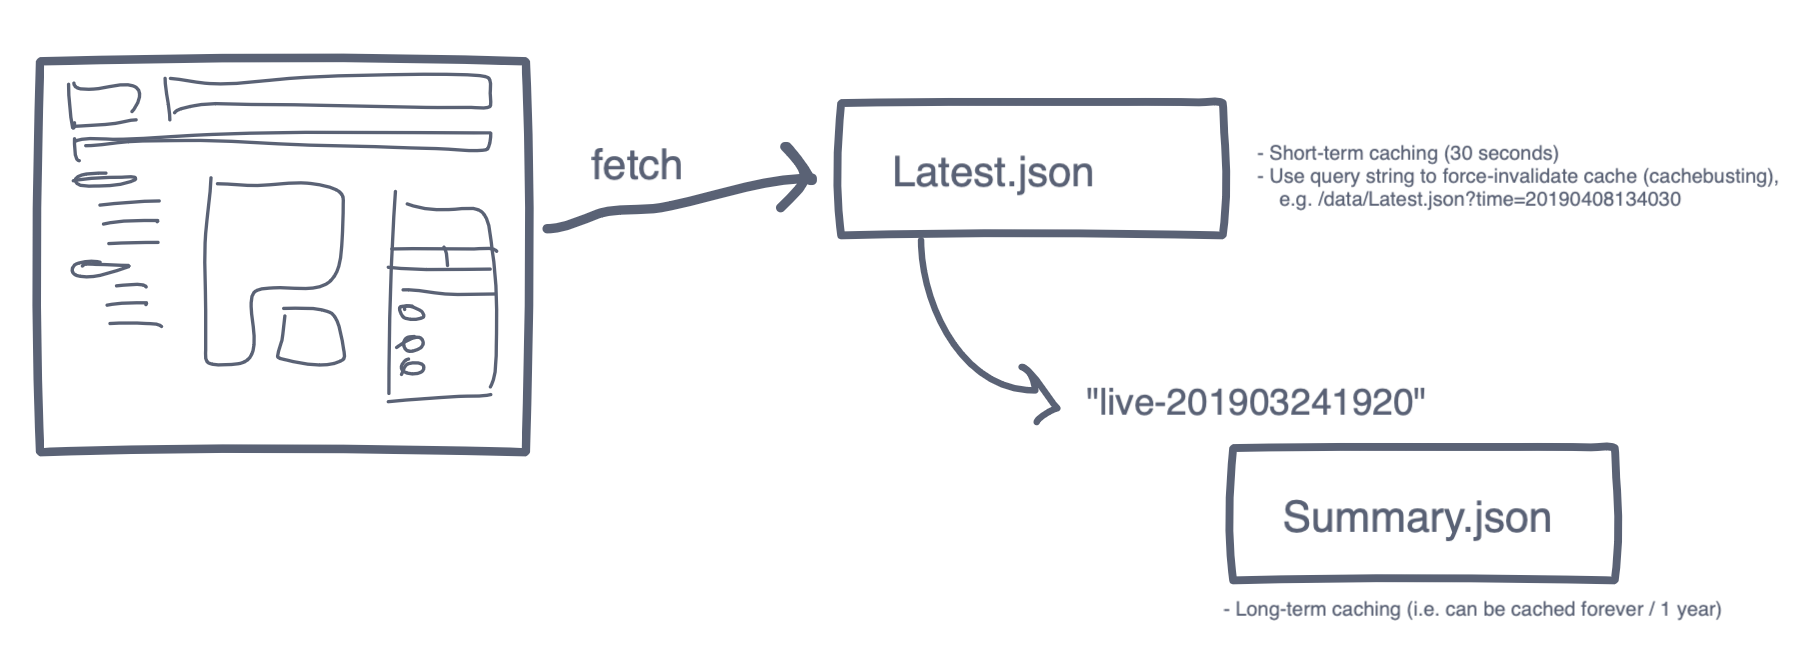 fetch
Latest.json
- Short-term caching (30 seconds)
- Use query string to force-invalidate cache (cachebusting),
e.g. /data/Latest.json?time=20190408134030
"live-201903241920"
Summary.json
- Long-term caching (i.e. can be cached forever / 1 year)